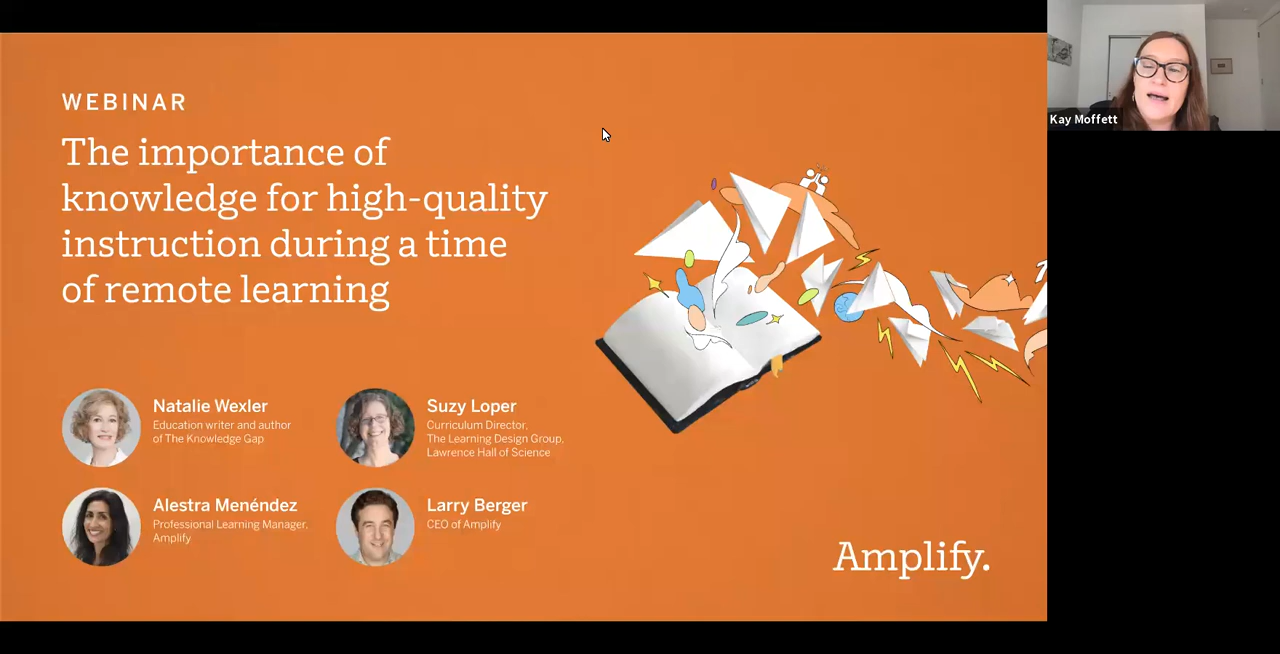 WEBINAR
The importance of
knowledge for high-quality
instruction during a time
of remote learning
Natalie Wexler
Education writer and author
of The Knowledge Gap
Suzy Loper
Curriculum Director,
The Learning Design Group,
Lawrence Hall of Science
Alestra Menéndez
Professional Learning Manager,
Amplify
Larry Berger
CEO of Amplify
Amplify.
Kay Moffett